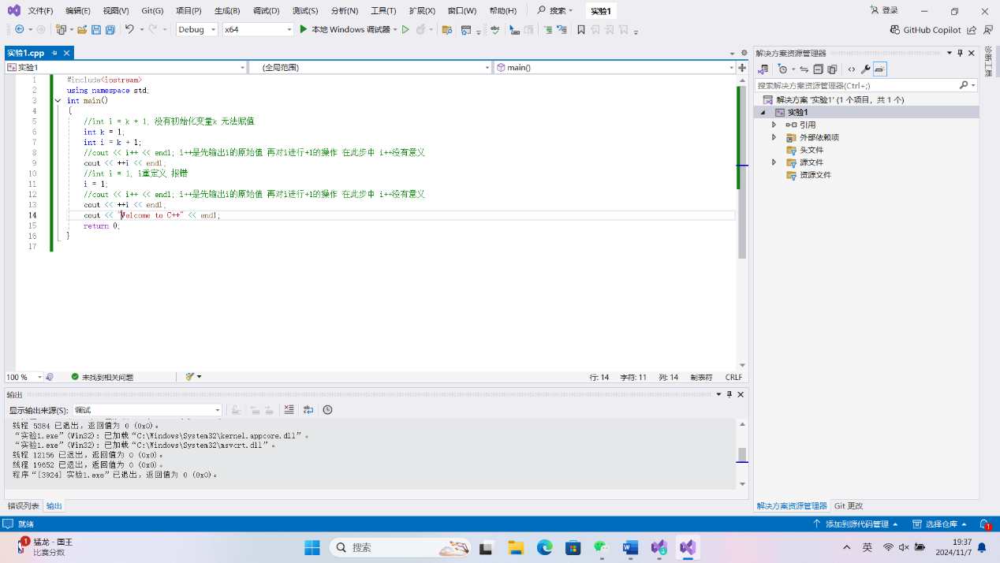 文件(F) 编辑(E) 视图(V) Git(G) 项目(P) 生成(B) 调试(D) 测试(S) 分析(N) 工具(T) 扩展(X) 窗口(W) 帮助(H) 搜索 实验1 登录
Debug x64 本地 Windows 调试器 GitHub Copilot
实验1.cpp
实验1 (全局范围) main()
1 #include<iostream>
2 using namespace std;
3 int main()
4 {
5 //int i = k + 1; 没有初始化变量k 无法赋值
6 int k = 1;
7 int i = k + 1;
8 //cout << i++ << endl; i++是先输出i的原始值 再对i进行+1的操作 在此步中 i++没有意义
9 cout << ++i << endl;
10 //int i = 1; i重定义 报错
11 i = 1;
12 //cout << i++ << endl; i++是先输出i的原始值 再对i进行+1的操作 在此步中 i++没有意义
13 cout << ++i << endl;
14 cout << "Welcome to C++" << endl;
15 return 0;
16 }
17
100 % 未找到相关问题 行: 14 字符: 11 列: 14 制表符 CRLF
输出
显示输出来源(S): 调试
线程 5384 已退出，返回值为 0 (0x0)。
“实验1.exe”(Win32): 已加载“C:\Windows\System32\kernel.appcore.dll”。
“实验1.exe”(Win32): 已加载“C:\Windows\System32\msvcrt.dll”。
线程 12156 已退出，返回值为 0 (0x0)。
线程 19652 已退出，返回值为 0 (0x0)。
程序“[3924] 实验1.exe”已退出，返回值为 0 (0x0)。
错误列表 输出
解决方案资源管理器
搜索解决方案资源管理器(Ctrl+;)
解决方案 '实验1' (1 个项目，共 1 个)
实验1
引用
外部依赖项
头文件
源文件
资源文件
解决方案资源管理器 Git 更改
就绪 添加到源代码管理 选择仓库 1
1 猛龙 - 国王
比赛分数
搜索
英
19:37
2024/11/7